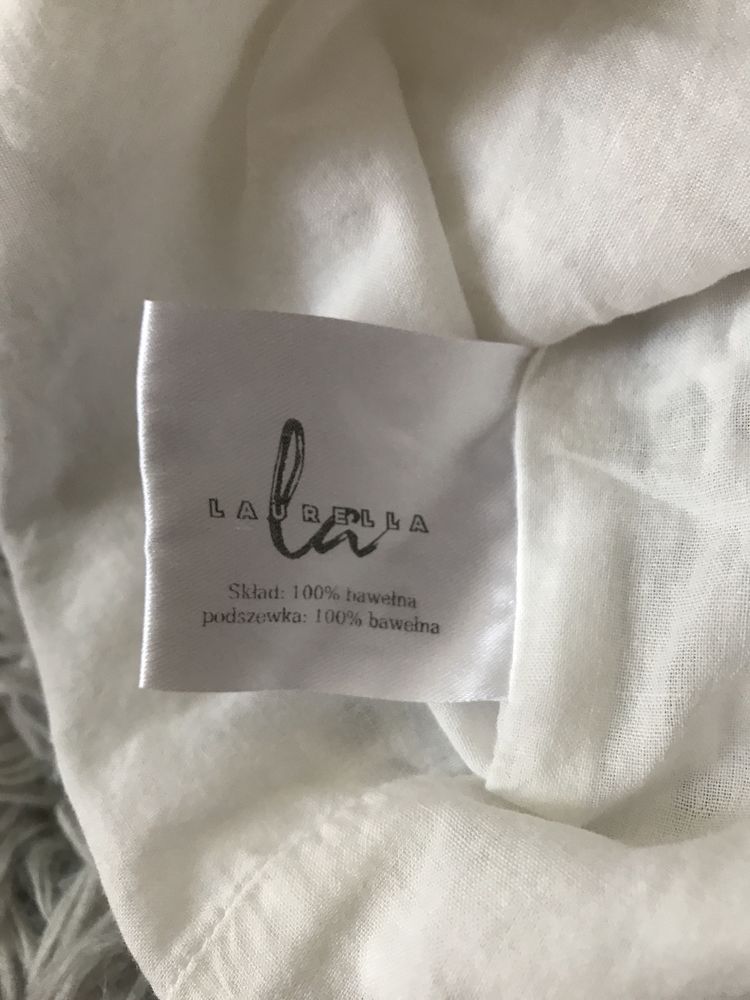 la
LAURELLA
Skład: 100% bawełna
podszewka: 100% bawełna